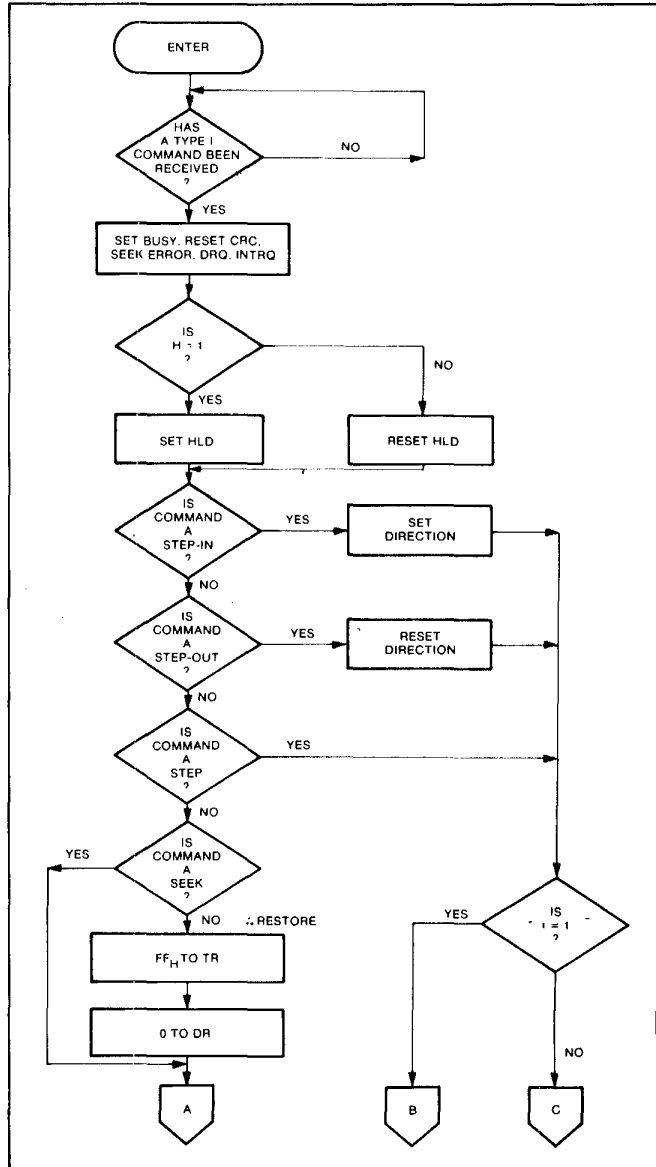 ENTER
HAS
A TYPE I
COMMAND BEEN
RECEIVED
?
NO
YES
SET BUSY, RESET CRC,
SEEK ERROR, DRQ, INTRQ
IS
H = 1
?
NO
YES
SET HLD
RESET HLD
IS
COMMAND
A
STEP-IN
?
YES
SET
DIRECTION
NO
IS
COMMAND
A
STEP-OUT
?
YES
RESET
DIRECTION
NO
IS
COMMAND
A
STEP
?
YES
NO
YES
IS
COMMAND
A
SEEK
?
NO
∴ RESTORE
FFH TO TR
0 TO DR
YES
IS
= 1
?
NO
A
B
C